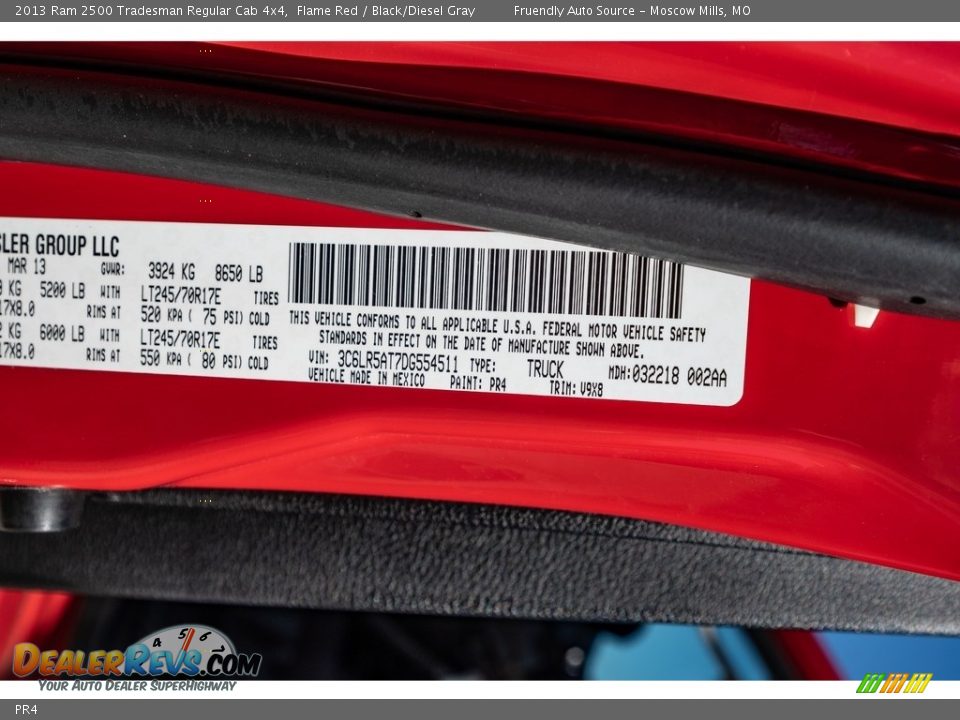 2013 Ram 2500 Tradesman Regular Cab 4x4, Flame Red / Black/Diesel Gray Fruendly Auto Source - Moscow Mills, MO
SLER GROUP LLC
MAR 13 GVWR: 3924 KG 8650 LB
KG 5200 LB WITH LT245/70R17E TIRES
17X8.0 RIMS AT 520 KPA ( 75 PSI) COLD
KG 6000 LB WITH LT245/70R17E TIRES
17X8.0 RIMS AT 550 KPA ( 80 PSI) COLD
THIS VEHICLE CONFORMS TO ALL APPLICABLE U.S.A. FEDERAL MOTOR VEHICLE SAFETY
STANDARDS IN EFFECT ON THE DATE OF MANUFACTURE SHOWN ABOVE.
VIN: 3C6LR5AT7DG554511 TYPE: TRUCK MDH:032218 002AA
VEHICLE MADE IN MEXICO PAINT: PR4 TRIM: V9X8
4 5 6
DEALERREVS.COM
YOUR AUTO DEALER SUPERHIGHWAY
PR4